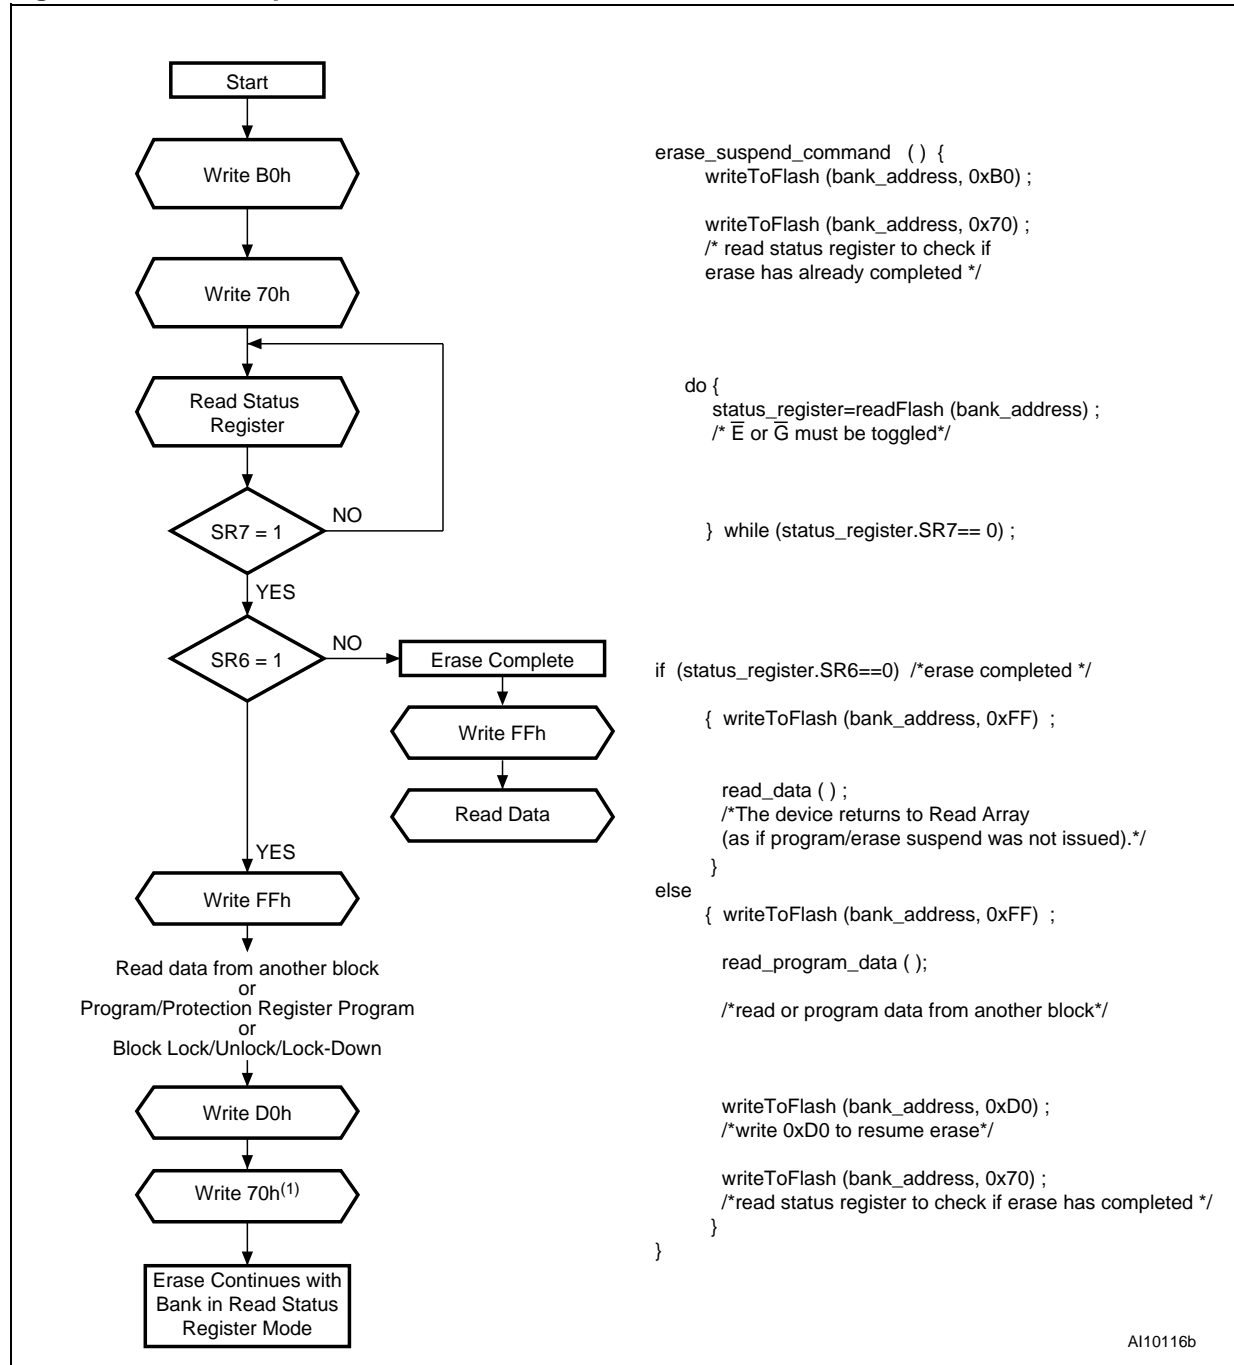 Start
Write B0h
Write 70h
Read Status
Register
SR7 = 1
NO
YES
SR6 = 1
NO
Erase Complete
Write FFh
Read Data
YES
Write FFh
Read data from another block
or
Program/Protection Register Program
or
Block Lock/Unlock/Lock-Down
Write D0h
Write 70h(1)
Erase Continues with
Bank in Read Status
Register Mode
erase_suspend_command ( ) {
writeToFlash (bank_address, 0xB0) ;
writeToFlash (bank_address, 0x70) ;
/* read status register to check if
erase has already completed */
do {
status_register=readFlash (bank_address) ;
/* E̅ or G̅ must be toggled*/
} while (status_register.SR7== 0) ;
if (status_register.SR6==0) /*erase completed */
{ writeToFlash (bank_address, 0xFF) ;
read_data ( ) ;
/*The device returns to Read Array
(as if program/erase suspend was not issued).*/
}
else
{ writeToFlash (bank_address, 0xFF) ;
read_program_data ( );
/*read or program data from another block*/
writeToFlash (bank_address, 0xD0) ;
/*write 0xD0 to resume erase*/
writeToFlash (bank_address, 0x70) ;
/*read status register to check if erase has completed */
}
}
AI10116b